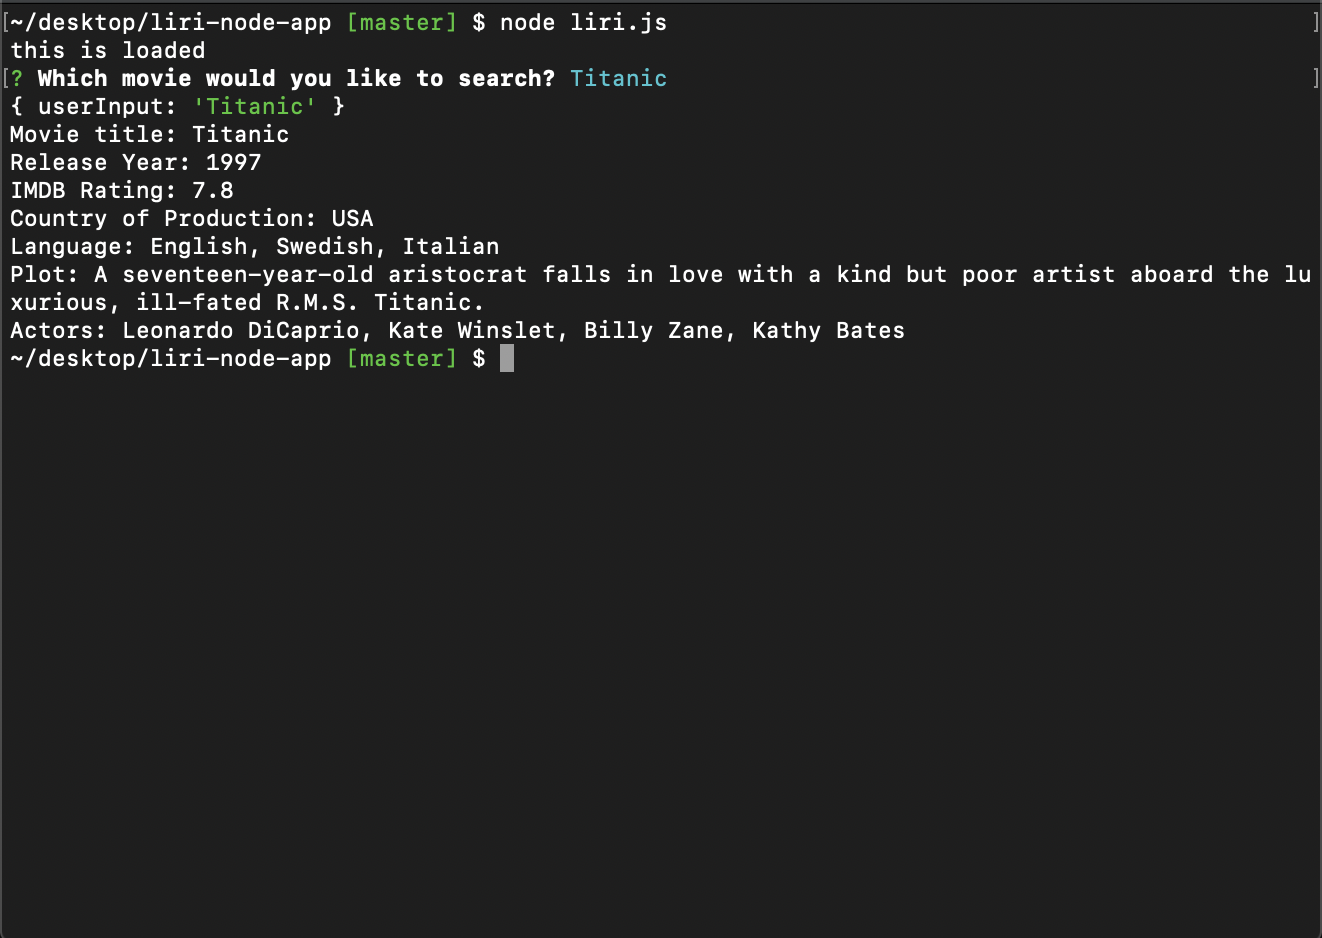 [~/desktop/liri-node-app [master] $ node liri.js ]
this is loaded
[? Which movie would you like to search? Titanic ]
{ userInput: 'Titanic' }
Movie title: Titanic
Release Year: 1997
IMDB Rating: 7.8
Country of Production: USA
Language: English, Swedish, Italian
Plot: A seventeen-year-old aristocrat falls in love with a kind but poor artist aboard the lu
xurious, ill-fated R.M.S. Titanic.
Actors: Leonardo DiCaprio, Kate Winslet, Billy Zane, Kathy Bates
~/desktop/liri-node-app [master] $